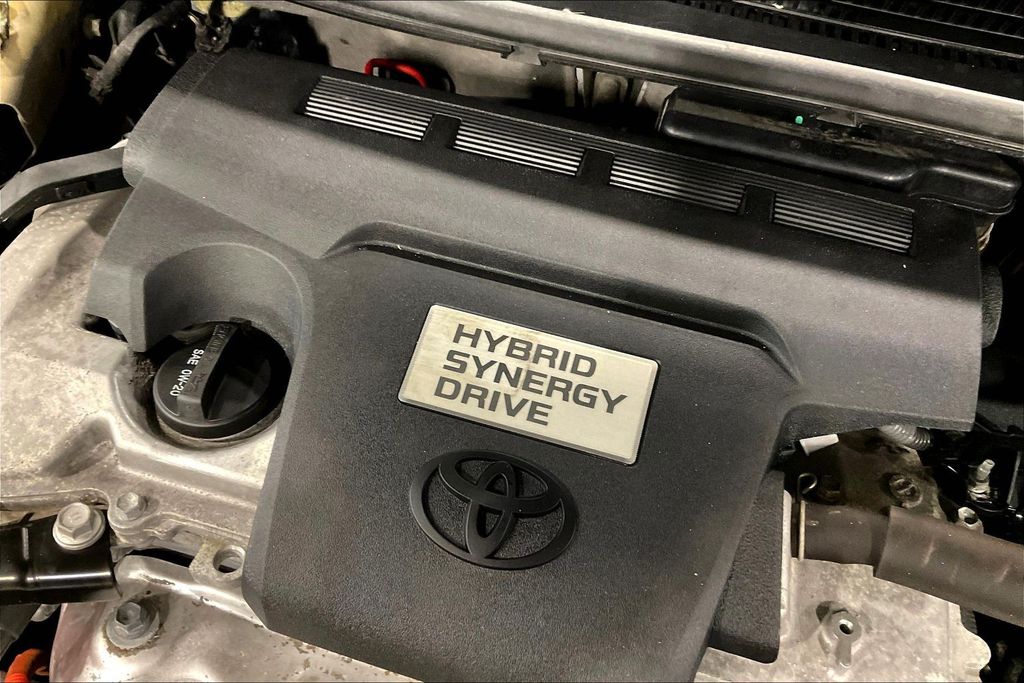 HYBRID
SYNERGY
DRIVE
SAE 0W-20